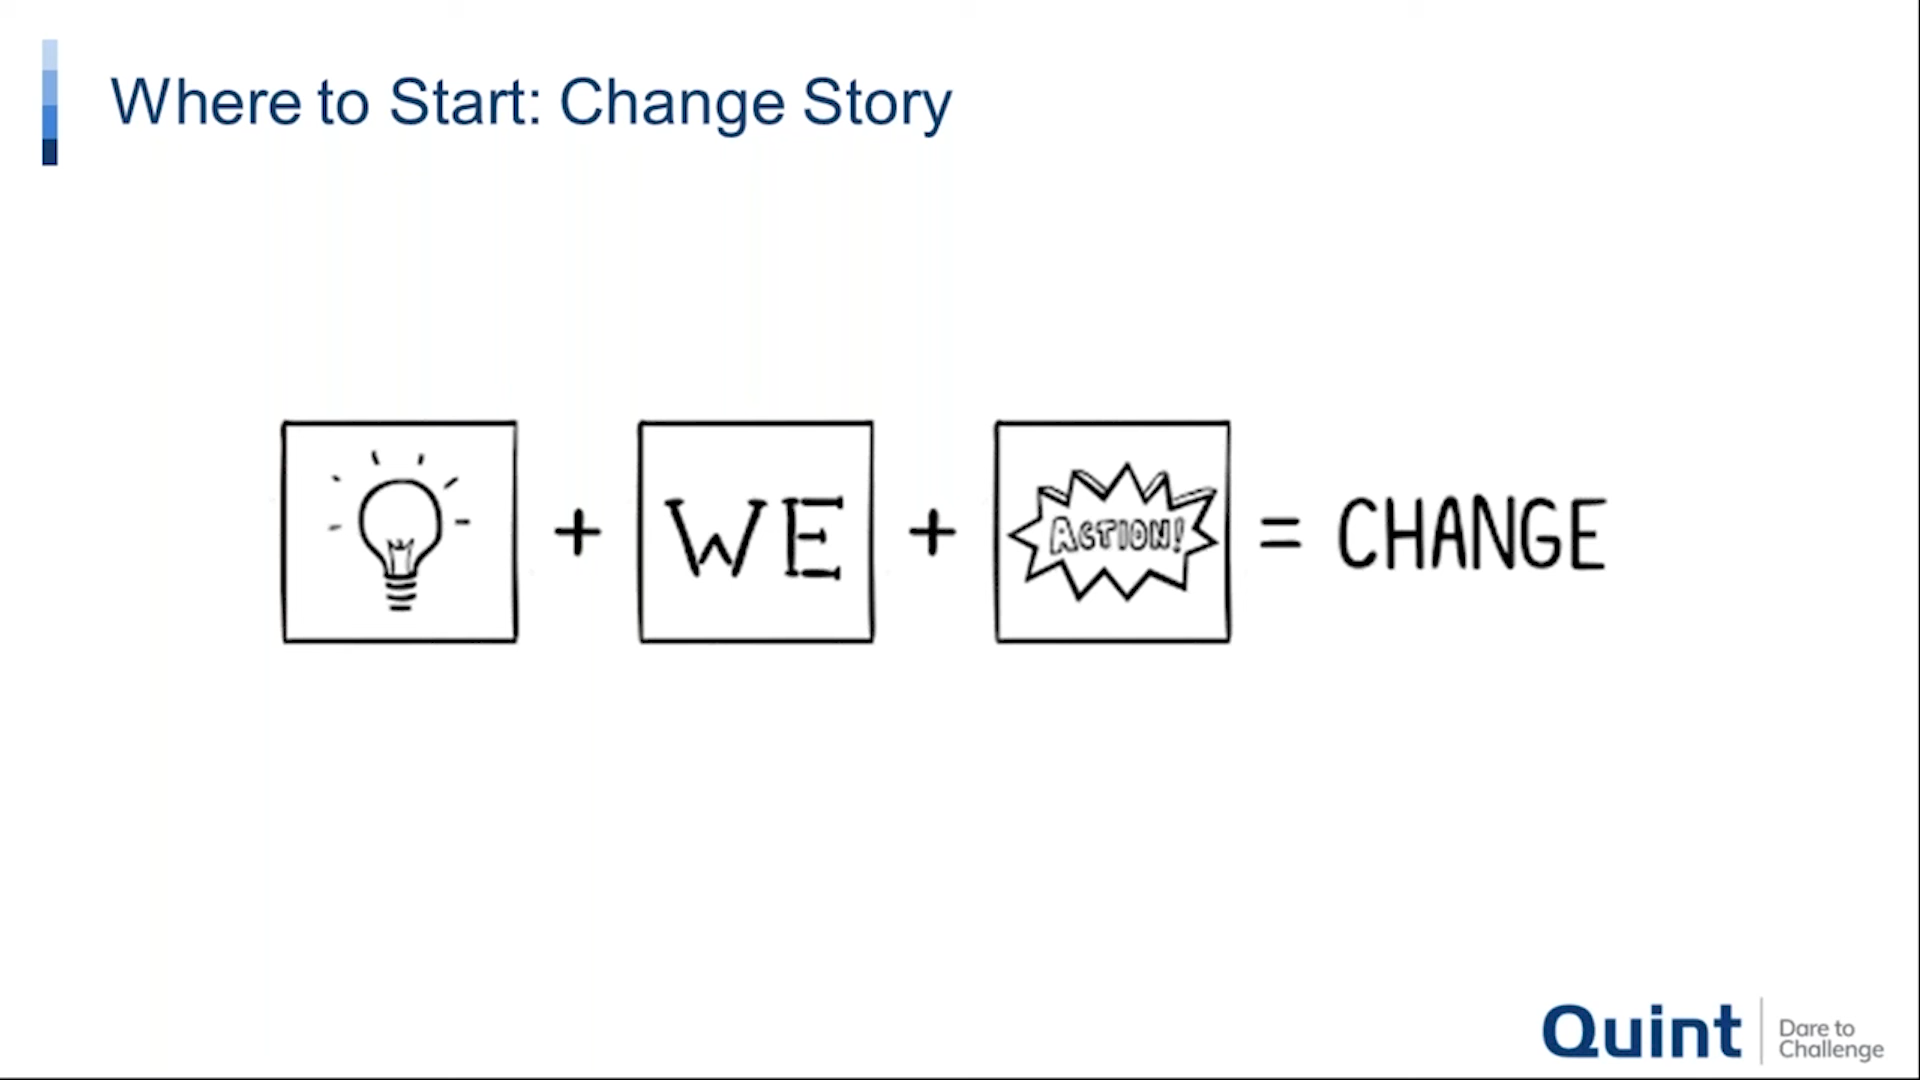 Where to Start: Change Story
+ WE + ACTION! = CHANGE
Quint
Dare to
Challenge